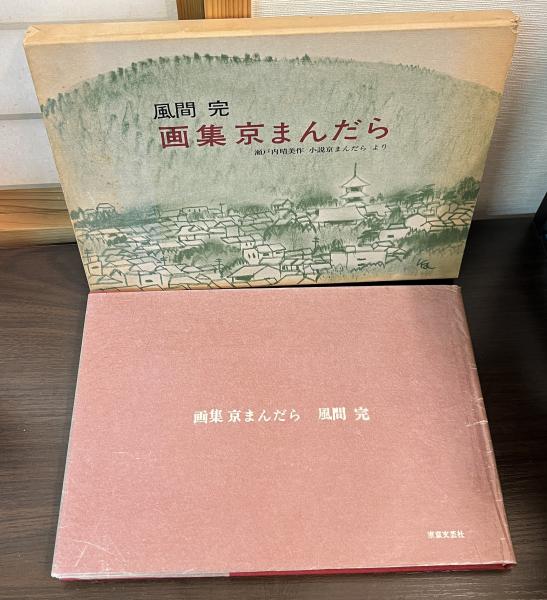 風間 完
画集 京まんだら
瀬戸内晴美作 小説京まんだら より
画集 京まんだら 風間 完
東京文芸社